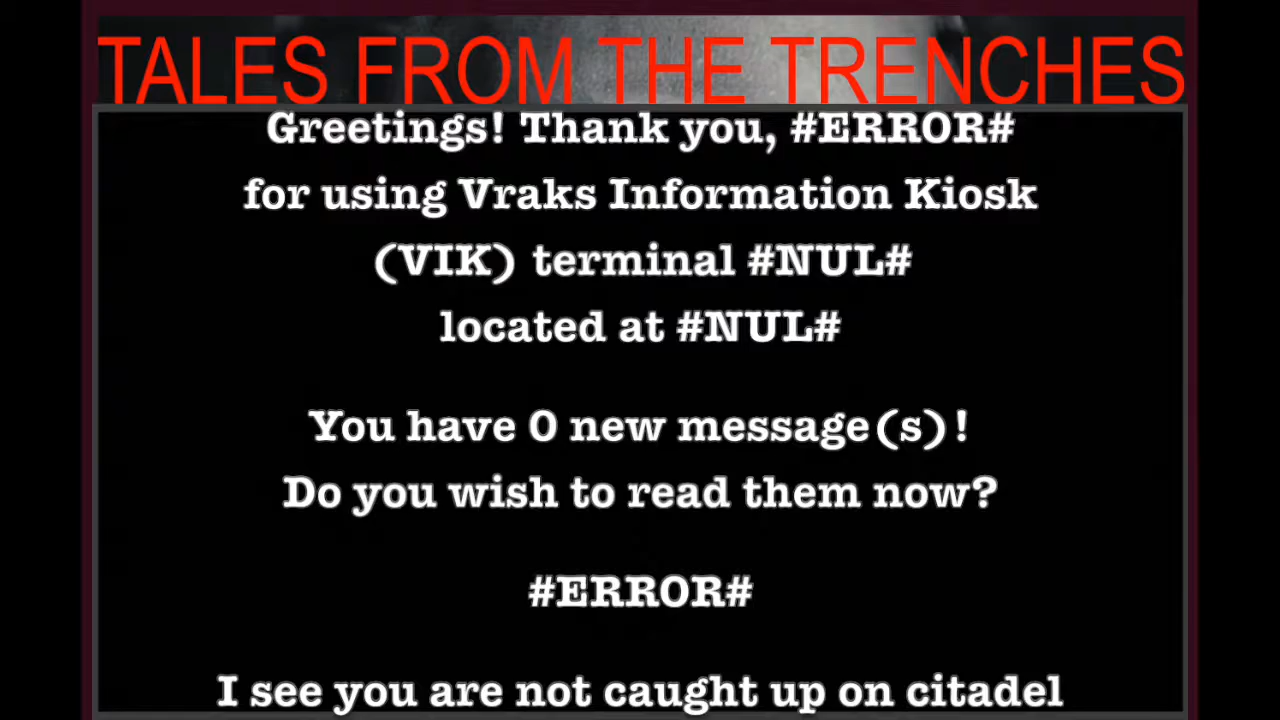 TALES FROM THE TRENCHES
Greetings! Thank you, #ERROR#
for using Vraks Information Kiosk
(VIK) terminal #NUL#
located at #NUL#
You have 0 new message(s)!
Do you wish to read them now?
#ERROR#
I see you are not caught up on citadel